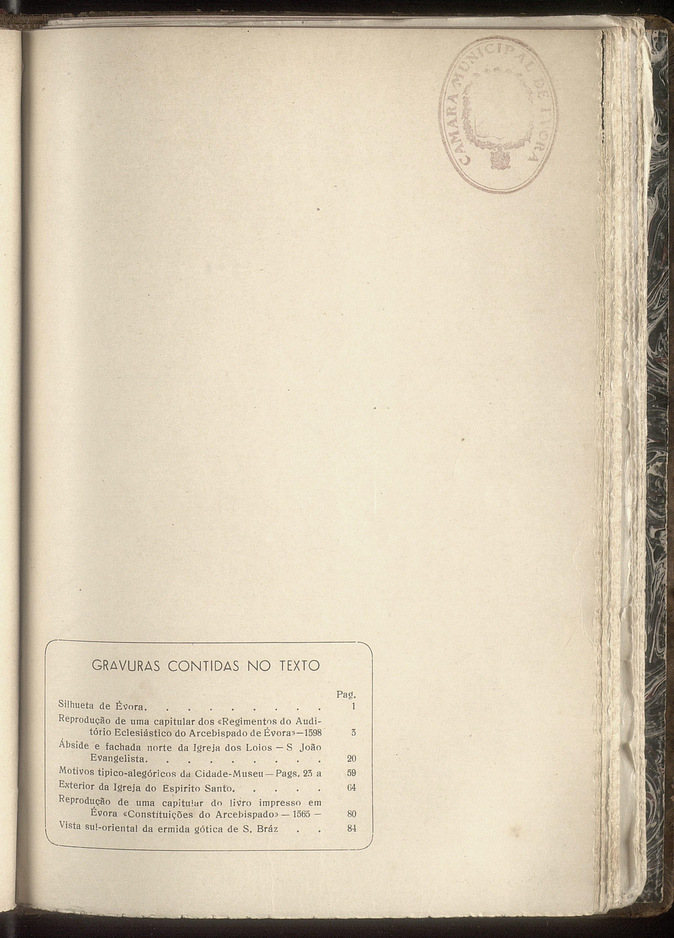 CAMARA MUNICIPAL DE EVORA
GRAVURAS CONTIDAS NO TEXTO
Pag.
Silhueta de Évora. . . . . . . . 1
Reprodução de uma capitular dos «Regimentos do Audi-
tório Eclesiástico do Arcebispado de Évora»—1598 3
Ábside e fachada norte da Igreja dos Loios — S João
Evangelista. . . . . . . . 20
Motivos tipico-alegóricos da Cidade-Museu — Pags. 23 a 59
Exterior da Igreja do Espírito Santo. . . . . 64
Reprodução de uma capitular do livro impresso em
Évora «Constituições do Arcebispado» — 1565 — 80
Vista sul-oriental da ermida gótica de S. Bráz . . 84